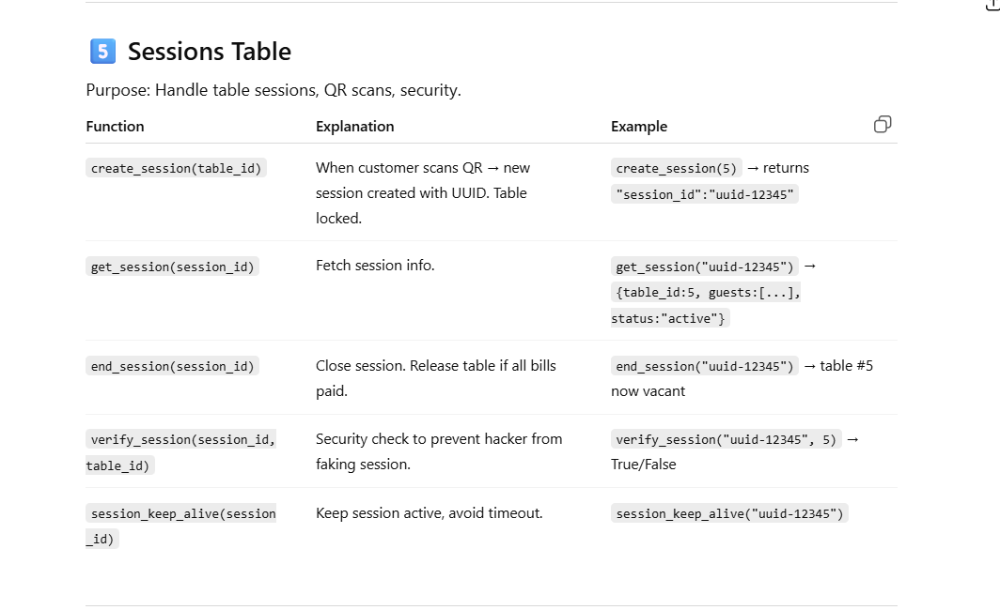 5 Sessions Table
Purpose: Handle table sessions, QR scans, security.
Function Explanation Example
create_session(table_id) When customer scans QR → new create_session(5) → returns
session created with UUID. Table "session_id":"uuid-12345"
locked.
get_session(session_id) Fetch session info. get_session("uuid-12345") →
{table_id:5, guests:[...],
status:"active"}
end_session(session_id) Close session. Release table if all bills end_session("uuid-12345") → table #5
paid. now vacant
verify_session(session_id, Security check to prevent hacker from verify_session("uuid-12345", 5) →
table_id) faking session. True/False
session_keep_alive(session Keep session active, avoid timeout. session_keep_alive("uuid-12345")
_id)